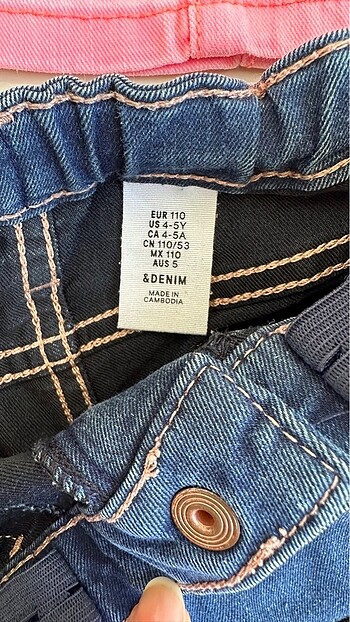 EUR 110
US 4-5Y
CA 4-5A
CN 110/53
MX 110
AUS 5
&DENIM
MADE IN
CAMBODIA